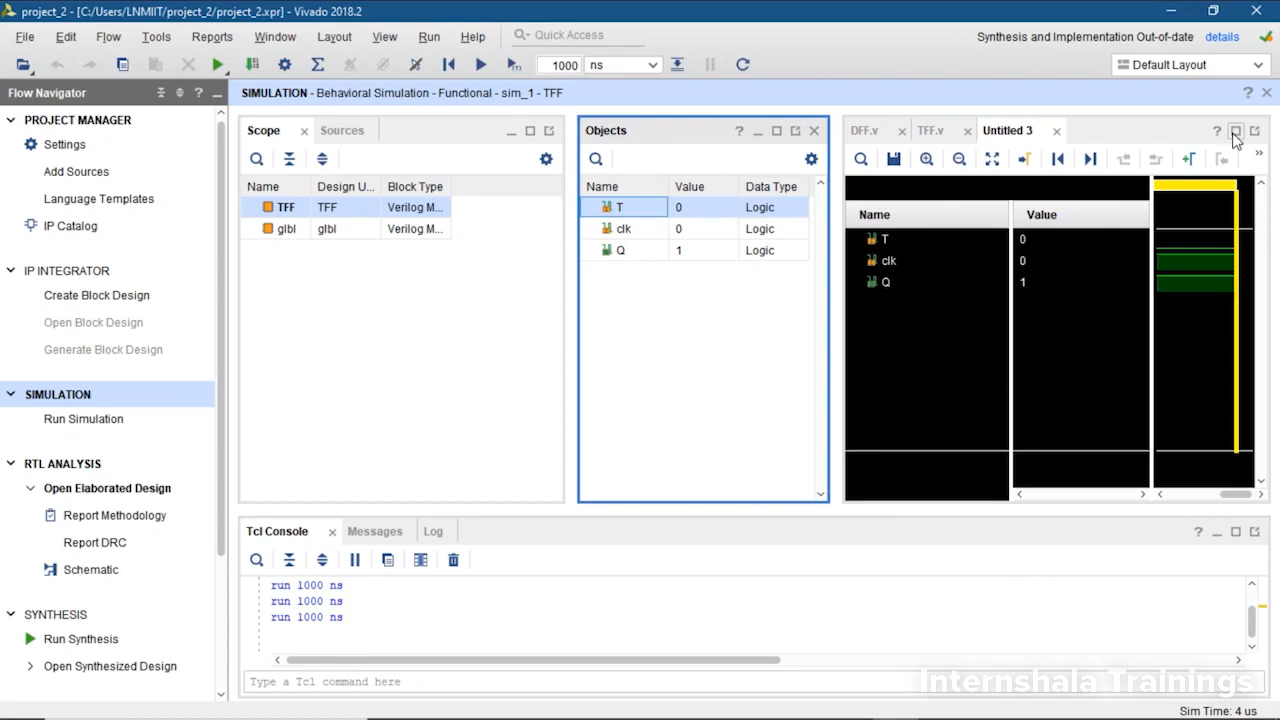 project_2 - [C:/Users/LNMIIT/project_2/project_2.xpr] - Vivado 2018.2
File Edit Flow Tools Reports Window Layout View Run Help Quick Access
Synthesis and Implementation Out-of-date details
1000 ns Default Layout
Flow Navigator
SIMULATION - Behavioral Simulation - Functional - sim_1 - TFF
PROJECT MANAGER
Settings
Add Sources
Language Templates
IP Catalog
IP INTEGRATOR
Create Block Design
Open Block Design
Generate Block Design
SIMULATION
Run Simulation
RTL ANALYSIS
Open Elaborated Design
Report Methodology
Report DRC
Schematic
SYNTHESIS
Run Synthesis
Open Synthesized Design
Scope Sources
Name Design U... Block Type
TFF TFF Verilog M...
glbl glbl Verilog M...
Objects
Name Value Data Type
T 0 Logic
clk 0 Logic
Q 1 Logic
DFF.v TFF.v Untitled 3
Name Value
T 0
clk 0
Q 1
Tcl Console Messages Log
run 1000 ns
run 1000 ns
run 1000 ns
Type a Tcl command here
Internshala Trainings
Sim Time: 4 us